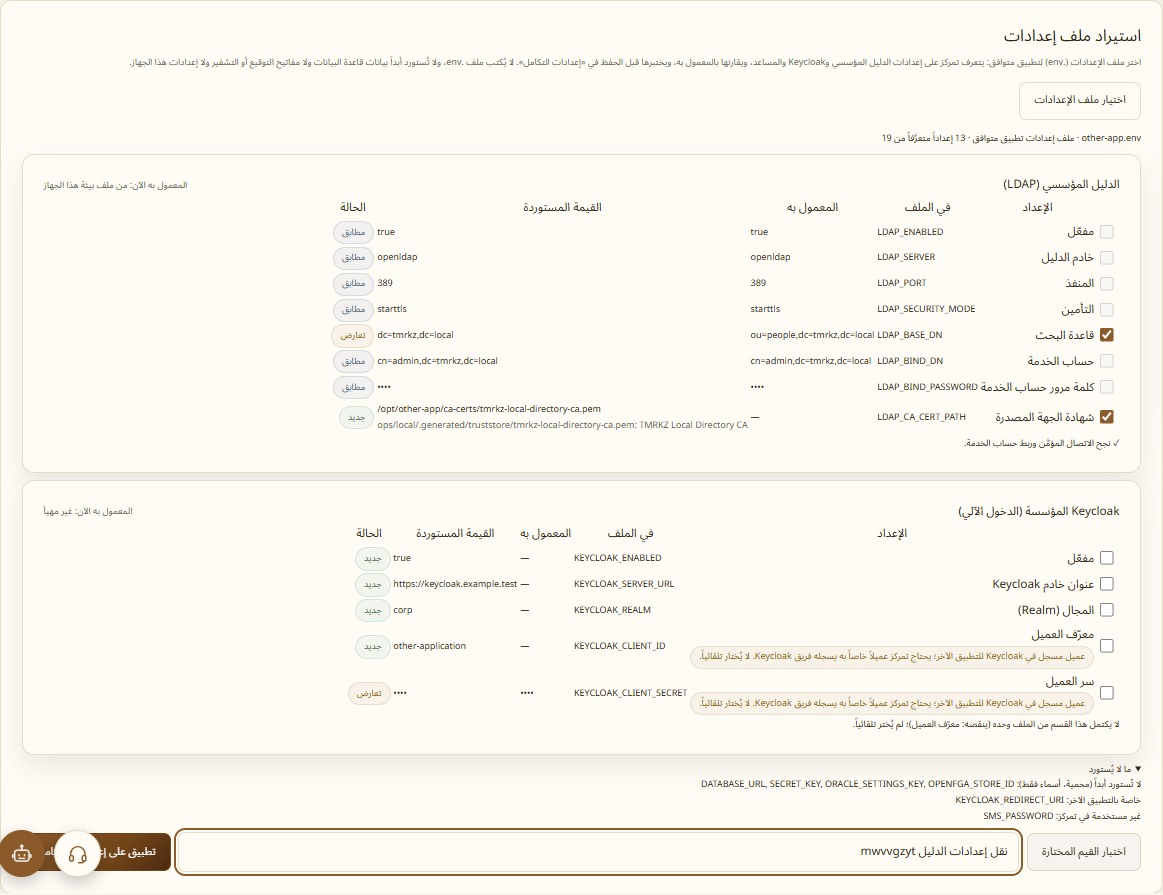 استيراد ملف إعدادات
اختر ملف الإعدادات (.env) لتطبيق متوافق: يتعرف تمركز على إعدادات الدليل المؤسسي وKeycloak والمساعد، ويقارنها بالمعمول به، ويختبرها قبل الحفظ في «إعدادات التكامل». لا يُكتب ملف .env، ولا تُستورد أبداً بيانات قاعدة البيانات ولا مفاتيح التوقيع أو التشفير ولا إعدادات هذا الجهاز.
اختيار ملف الإعدادات
other-app.env · ملف إعدادات تطبيق متوافق · 13 إعداداً متعرَّفاً من 19
الدليل المؤسسي (LDAP)
المعمول به الآن: من ملف بيئة هذا الجهاز
الإعداد في الملف المعمول به القيمة المستوردة الحالة
مفعّل LDAP_ENABLED true true مطابق
خادم الدليل LDAP_SERVER openldap openldap مطابق
المنفذ LDAP_PORT 389 389 مطابق
التأمين LDAP_SECURITY_MODE starttls starttls مطابق
قاعدة البحث LDAP_BASE_DN ou=people,dc=tmrkz,dc=local dc=tmrkz,dc=local تعارض
حساب الخدمة LDAP_BIND_DN cn=admin,dc=tmrkz,dc=local cn=admin,dc=tmrkz,dc=local مطابق
كلمة مرور حساب الخدمة LDAP_BIND_PASSWORD •••• •••• مطابق
شهادة الجهة المصدرة LDAP_CA_CERT_PATH — /opt/other-app/ca-certs/tmrkz-local-directory-ca.pem جديد
ops/local/.generated/truststore/tmrkz-local-directory-ca.pem: TMRKZ Local Directory CA
✓ نجح الاتصال المؤمَّن وربط حساب الخدمة.
Keycloak المؤسسة (الدخول الآلي)
المعمول به الآن: غير مهيأ
الإعداد في الملف المعمول به القيمة المستوردة الحالة
مفعّل KEYCLOAK_ENABLED — true جديد
عنوان خادم Keycloak KEYCLOAK_SERVER_URL — https://keycloak.example.test جديد
المجال (Realm) KEYCLOAK_REALM — corp جديد
معرّف العميل KEYCLOAK_CLIENT_ID — other-application جديد
عميل مسجل في Keycloak للتطبيق الآخر؛ يحتاج تمركز عميلاً خاصاً به يسجله فريق Keycloak. لا يُختار تلقائياً.
سر العميل KEYCLOAK_CLIENT_SECRET •••• •••• تعارض
عميل مسجل في Keycloak للتطبيق الآخر؛ يحتاج تمركز عميلاً خاصاً به يسجله فريق Keycloak. لا يُختار تلقائياً.
لا يكتمل هذا القسم من الملف وحده (ينقصه: معرّف العميل)؛ لم يُختر تلقائياً.
▼ ما لا يُستورد
لا تُستورد أبداً (محمية، أسماء فقط): DATABASE_URL, SECRET_KEY, ORACLE_SETTINGS_KEY, OPENFGA_STORE_ID
خاصة بالتطبيق الآخر: KEYCLOAK_REDIRECT_URI
غير مستخدمة في تمركز: SMS_PASSWORD
اختبار القيم المختارة
نقل إعدادات الدليل mwvvgzyt
تطبيق على